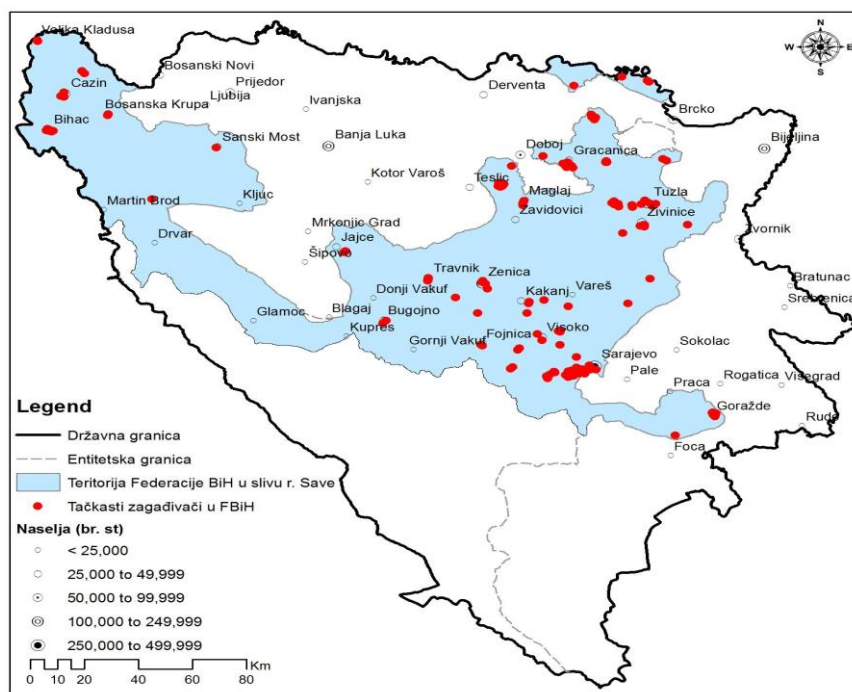 Velika Kladusa
N
W
E
S
Bosanski Novi
Cazin
Prijedor
Ljubija
Derventa
Bosanska Krupa
Ivanjska
Brcko
Bihac
Sanski Most
Banja Luka
Doboj
Gracanica
Bijeljina
Kotor Varoš
Teslic
Maglaj
Tuzla
Martin Brod
Kljuc
Zavidovici
Zivinice
Mrkonjic Grad
Jajce
Zvornik
Drvar
Šipovo
Travnik
Zenica
Bratunac
Donji Vakuf
Kakanj
Vareš
Srebrenica
Glamoc
Blagaj
Bugojno
Kupres
Fojnica
Visoko
Gornji Vakuf
Sarajevo
Sokolac
Pale
Praca
Rogatica
Višegrad
Goražde
Rudo
Foca
Legend
Državna granica
Entitetska granica
Teritorija Federacije BiH u slivu r. Save
Tačkasti zagađivači u FBiH
Naselja (br. st)
< 25,000
25,000 to 49,999
50,000 to 99,999
100,000 to 249,999
250,000 to 499,999
Km
0 5 10 20 40 60 80